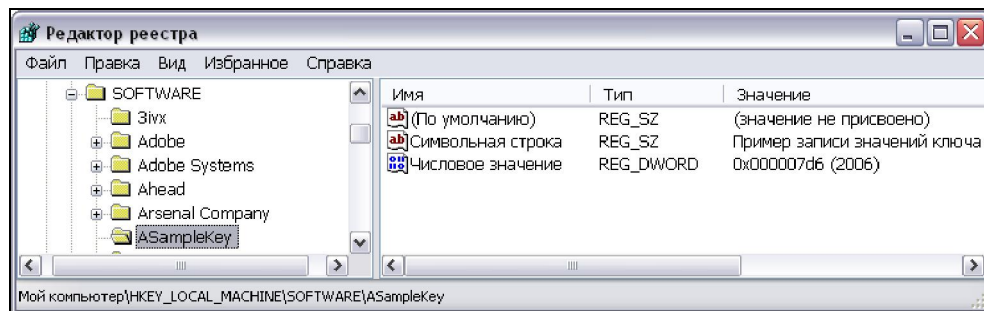 Редактор реестра
Файл Правка Вид Избранное Справка
SOFTWARE
3ivx
Adobe
Adobe Systems
Ahead
Arsenal Company
ASampleKey
Имя Тип Значение
(По умолчанию) REG_SZ (значение не присвоено)
Символьная строка REG_SZ Пример записи значений ключа
Числовое значение REG_DWORD 0x000007d6 (2006)
Мой компьютер\HKEY_LOCAL_MACHINE\SOFTWARE\ASampleKey